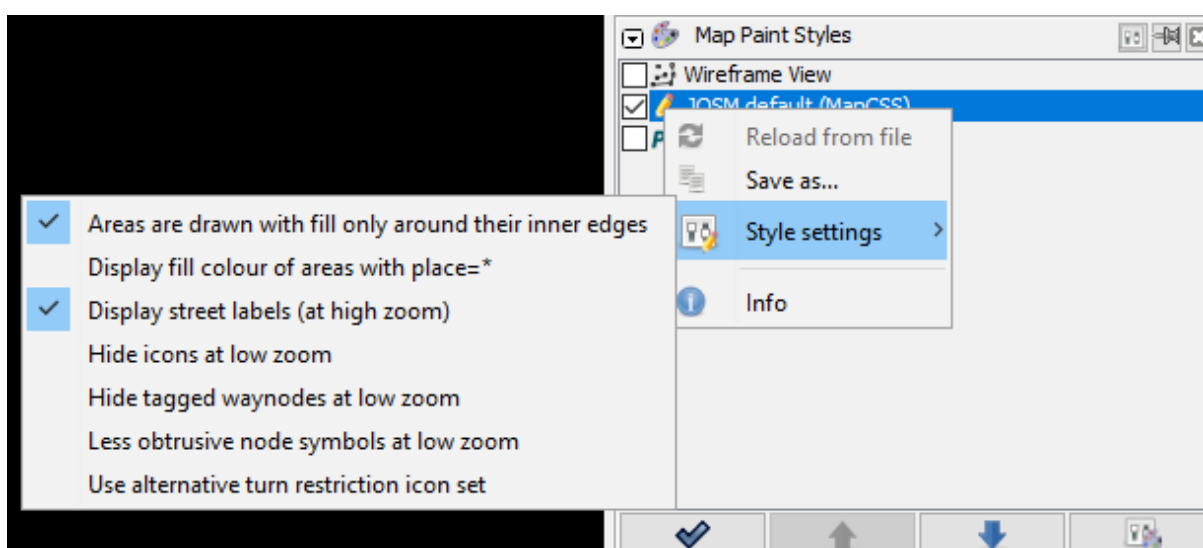 Map Paint Styles
Wireframe View
JOSM default (MapCSS)
P
Reload from file
Save as...
Style settings
Info
Areas are drawn with fill only around their inner edges
Display fill colour of areas with place=*
Display street labels (at high zoom)
Hide icons at low zoom
Hide tagged waynodes at low zoom
Less obtrusive node symbols at low zoom
Use alternative turn restriction icon set